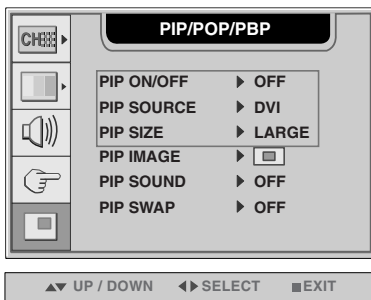 PIP/POP/PBP
CH
PIP ON/OFF ▶ OFF
PIP SOURCE ▶ DVI
PIP SIZE ▶ LARGE
PIP IMAGE ▶
PIP SOUND ▶ OFF
PIP SWAP ▶ OFF
▲▼ UP / DOWN ◀▶ SELECT ■ EXIT